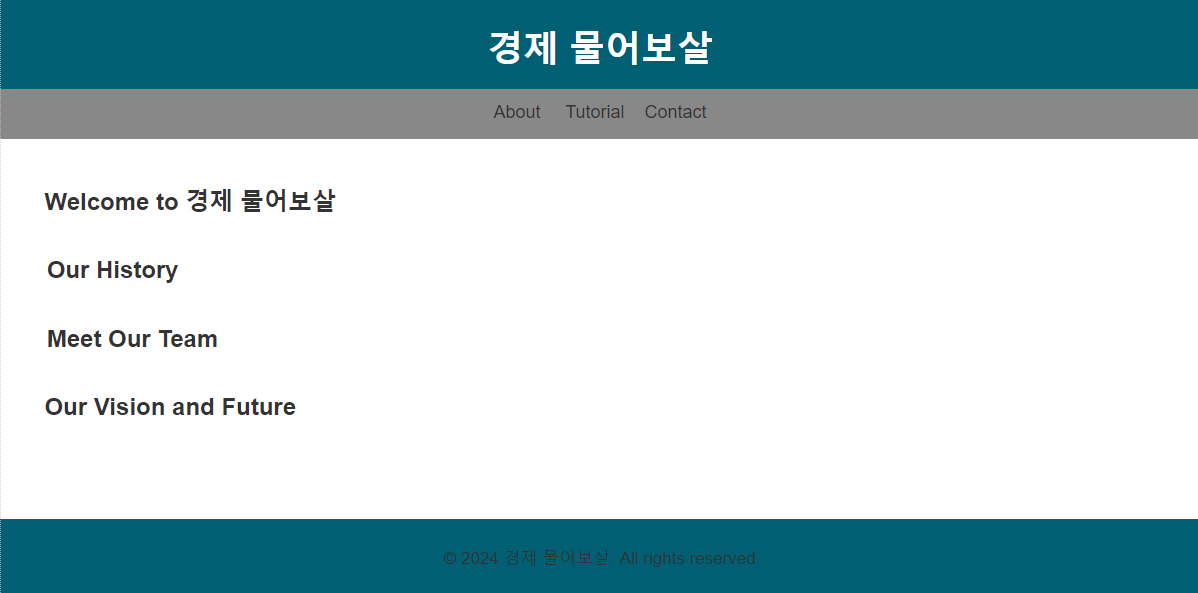 경제 물어보살
About Tutorial Contact
Welcome to 경제 물어보살
Our History
Meet Our Team
Our Vision and Future
© 2024 경제 물어보살. All rights reserved